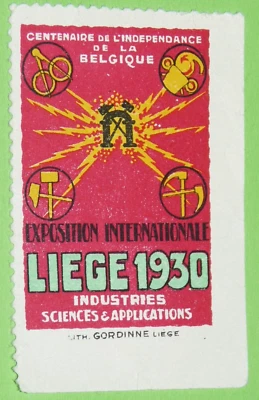 CENTENAIRE DE L'INDEPENDANCE
DE LA
BELGIQUE
EXPOSITION INTERNATIONALE
LIEGE 1930
INDUSTRIES
SCIENCES & APPLICATIONS
LITH. GORDINNE LIEGE